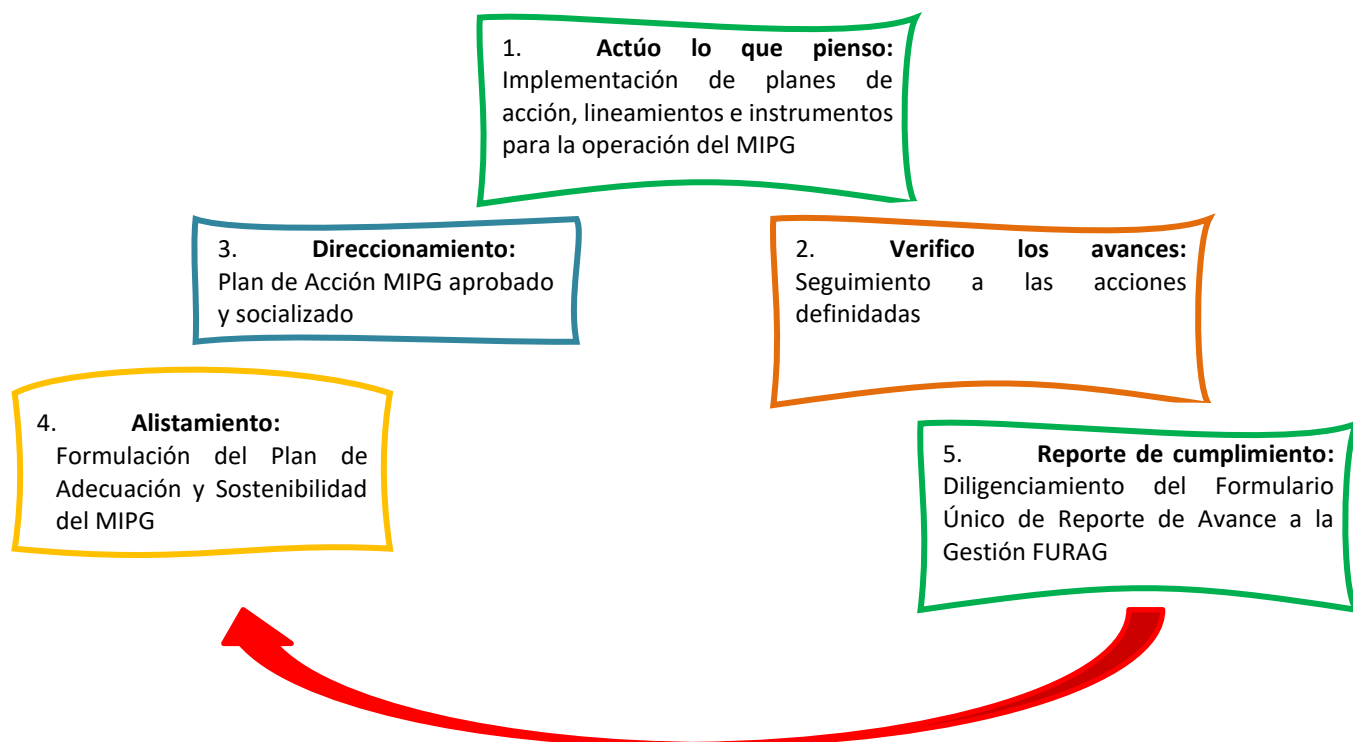 1. Actúo lo que pienso:
Implementación de planes de
acción, lineamientos e instrumentos
para la operación del MIPG
3. Direccionamiento:
Plan de Acción MIPG aprobado
y socializado
2. Verifico los avances:
Seguimiento a las acciones
definidadas
4. Alistamiento:
Formulación del Plan de
Adecuación y Sostenibilidad
del MIPG
5. Reporte de cumplimiento:
Diligenciamiento del Formulario
Único de Reporte de Avance a la
Gestión FURAG